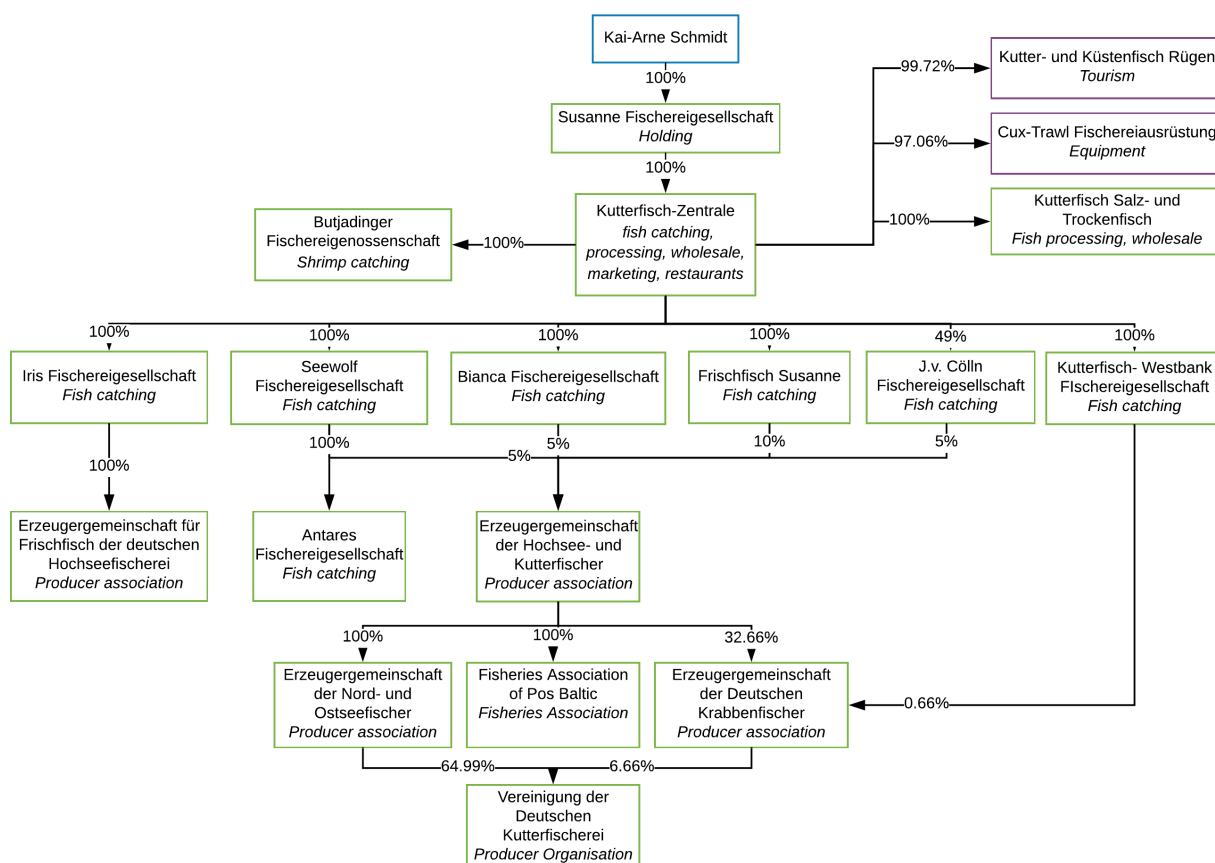 Kai-Arne Schmidt
100%
Susanne Fischereigesellschaft
Holding
100%
Kutterfisch-Zentrale
fish catching,
processing, wholesale,
marketing, restaurants
99.72%
Kutter- und Küstenfisch Rügen
Tourism
97.06%
Cux-Trawl Fischereiausrüstung
Equipment
100%
Kutterfisch Salz- und
Trockenfisch
Fish processing, wholesale
100%
Butjadinger
Fischereigenossenschaft
Shrimp catching
100%
Iris Fischereigesellschaft
Fish catching
100%
Seewolf
Fischereigesellschaft
Fish catching
100%
Bianca Fischereigesellschaft
Fish catching
100%
Frischfisch Susanne
Fish catching
49%
J.v. Cölln
Fischereigesellschaft
Fish catching
100%
Kutterfisch- Westbank
FIschereigesellschaft
Fish catching
100%
100%
5%
5%
10%
5%
Erzeugergemeinschaft für
Frischfisch der deutschen
Hochseefischerei
Producer association
Antares
Fischereigesellschaft
Fish catching
Erzeugergemeinschaft
der Hochsee- und
Kutterfischer
Producer association
100%
100%
32.66%
Erzeugergemeinschaft
der Nord- und
Ostseefischer
Producer association
Fisheries Association
of Pos Baltic
Fisheries Association
Erzeugergemeinschaft
der Deutschen
Krabbenfischer
Producer association
0.66%
64.99%
6.66%
Vereinigung der
Deutschen
Kutterfischerei
Producer Organisation